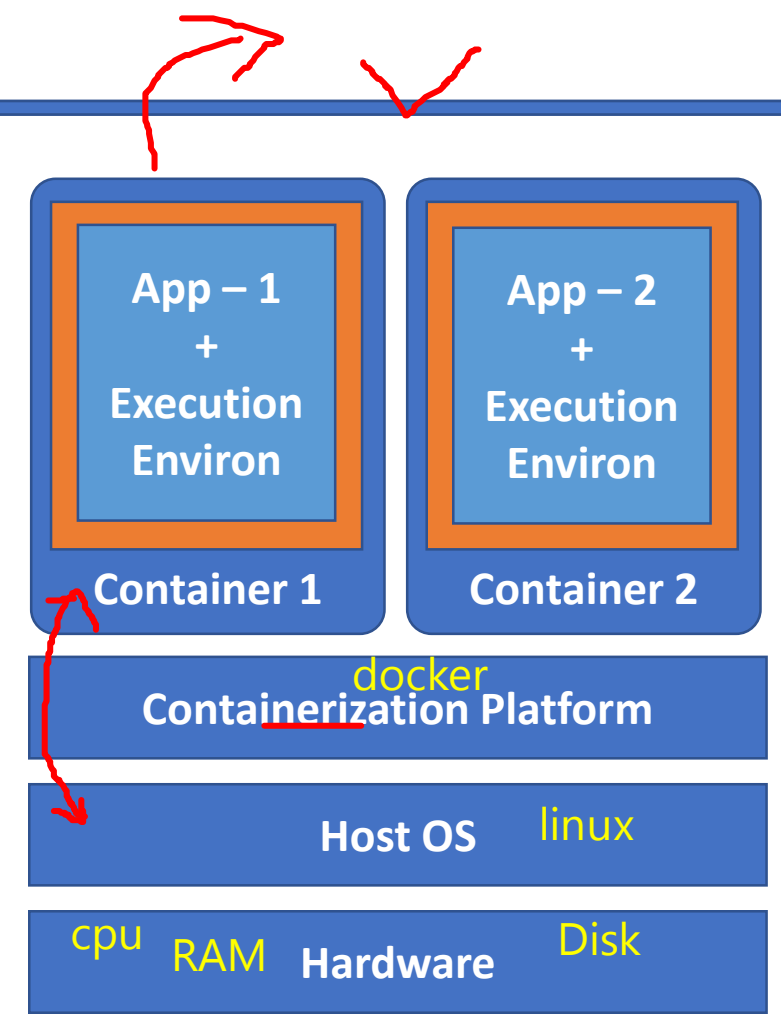 App – 1
+
Execution
Environ
Container 1
App – 2
+
Execution
Environ
Container 2
docker
Containerization Platform
Host OS
linux
cpu
RAM
Hardware
Disk